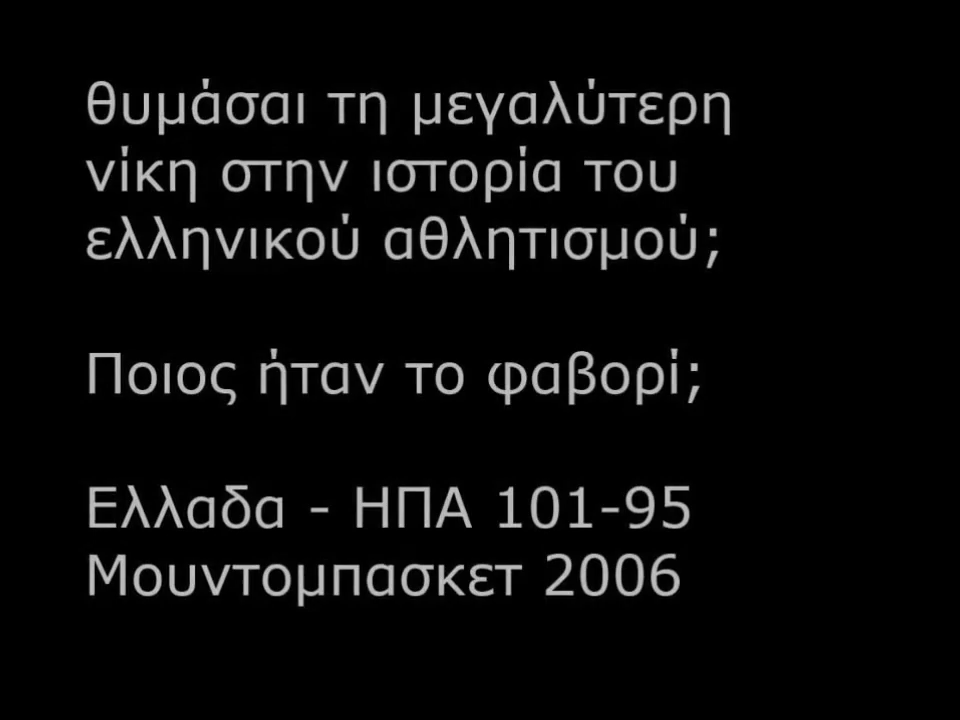 θυμάσαι τη μεγαλύτερη
νίκη στην ιστορία του
ελληνικού αθλητισμού;
Ποιος ήταν το φαβορί;
Ελλαδα - ΗΠΑ 101-95
Μουντομπασκετ 2006